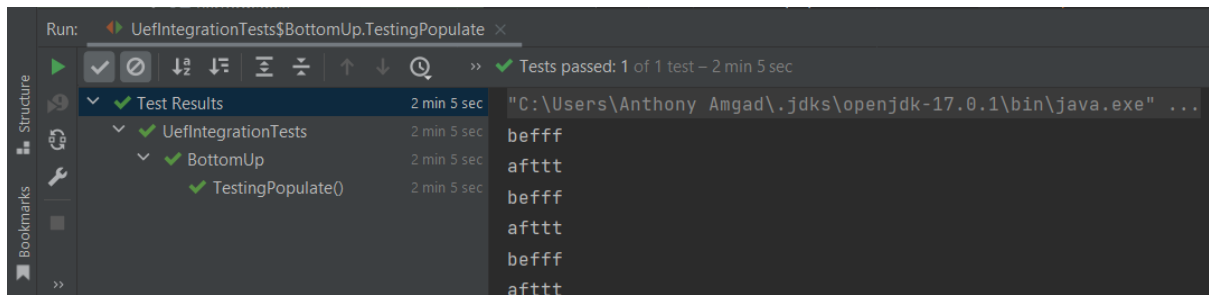 Run:
UefIntegrationTests$BottomUp.TestingPopulate
Tests passed: 1 of 1 test – 2 min 5 sec
Structure
Bookmarks
Test Results 2 min 5 sec
UefIntegrationTests 2 min 5 sec
BottomUp 2 min 5 sec
TestingPopulate() 2 min 5 sec
"C:\Users\Anthony Amgad\.jdks\openjdk-17.0.1\bin\java.exe" ...
befff
afttt
befff
afttt
befff
afttt